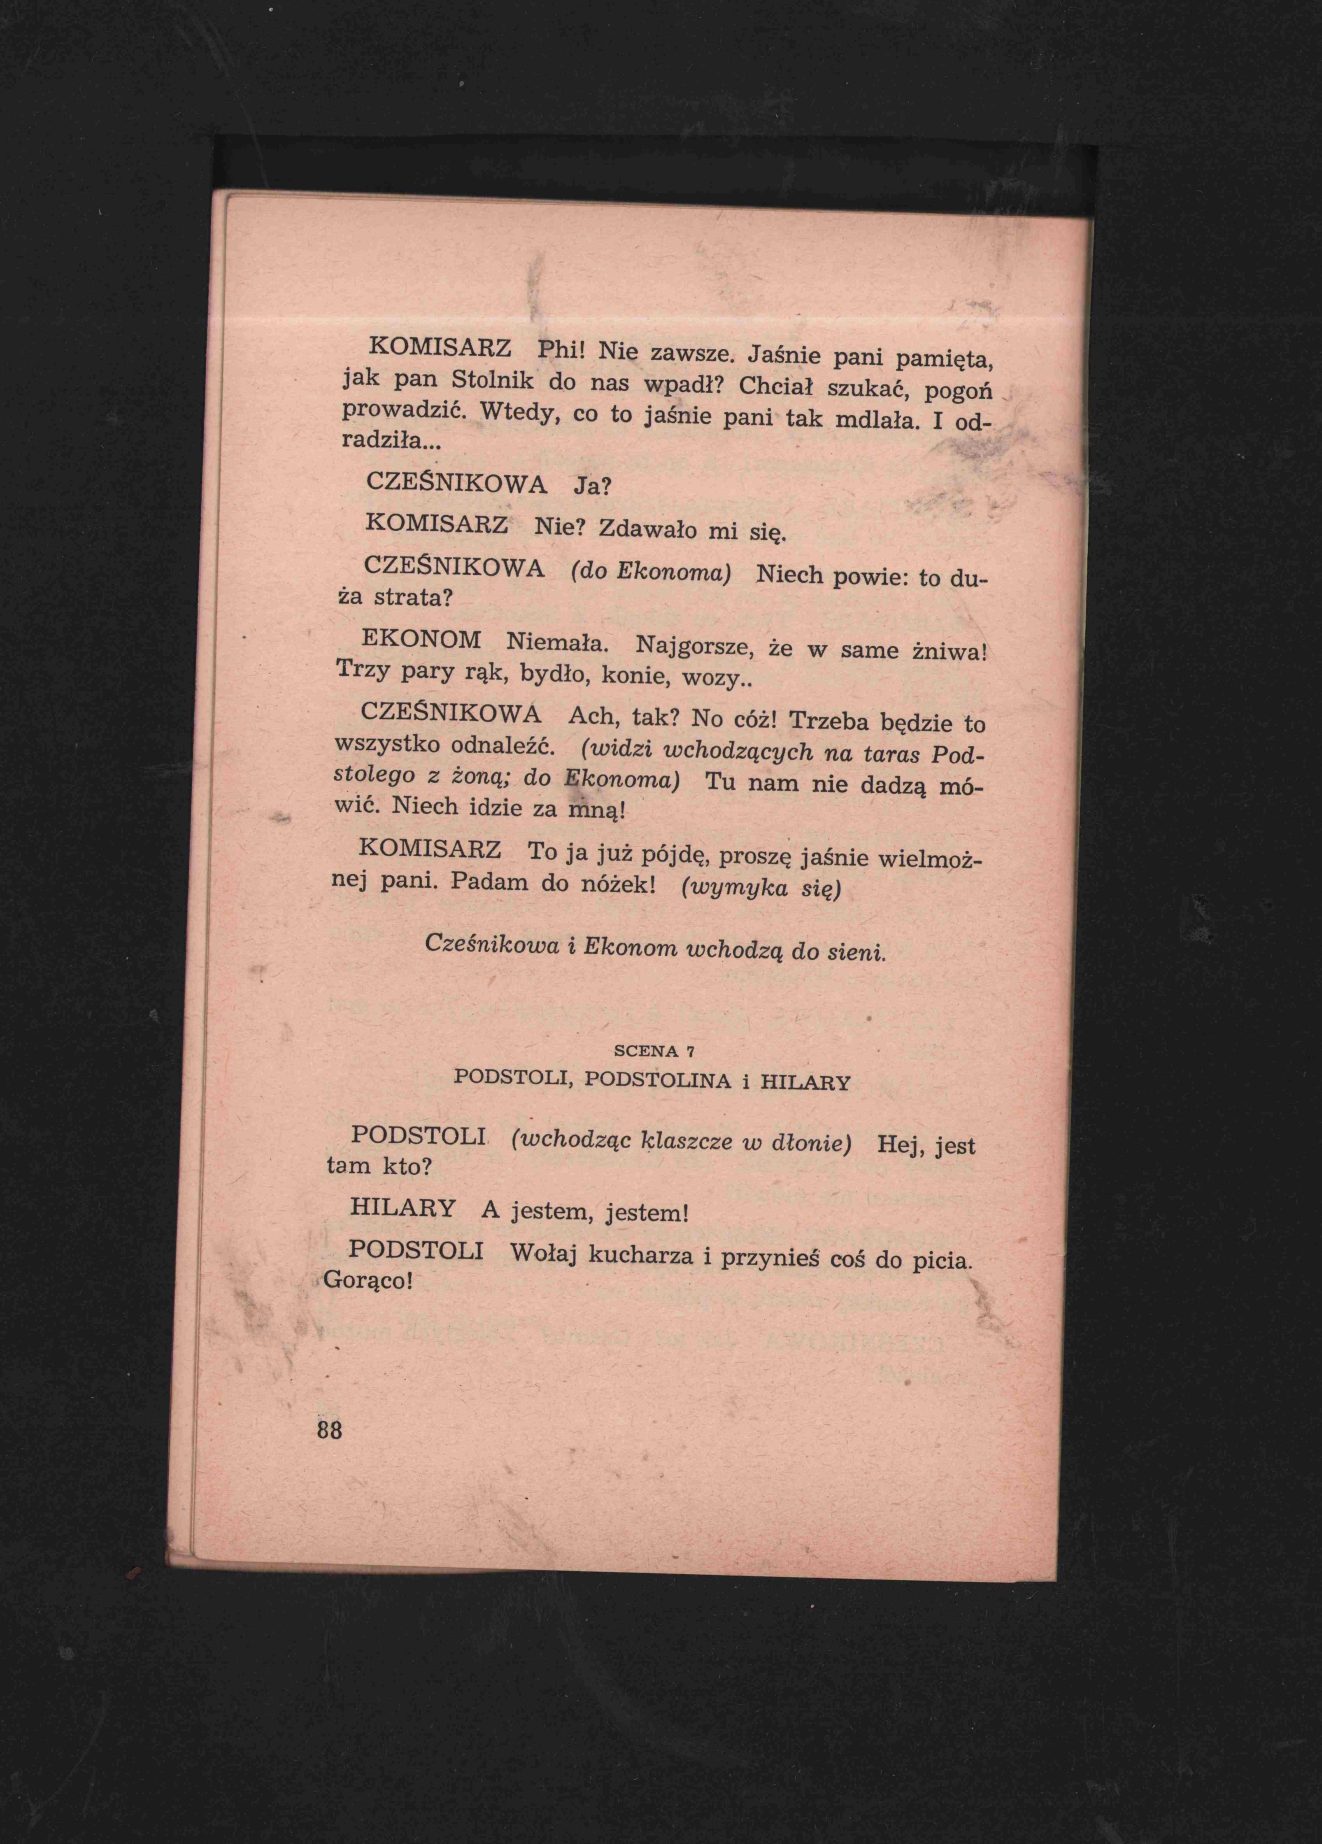 KOMISARZ Phi! Nie zawsze. Jaśnie pani pamięta,
jak pan Stolnik do nas wpadł? Chciał szukać, pogoń
prowadzić. Wtedy, co to jaśnie pani tak mdlała. I od-
radziła...
CZEŚNIKOWA Ja?
KOMISARZ Nie? Zdawało mi się.
CZEŚNIKOWA (do Ekonoma) Niech powie: to du-
ża strata?
EKONOM Niemała. Najgorsze, że w same żniwa!
Trzy pary rąk, bydło, konie, wozy..
CZEŚNIKOWA Ach, tak? No cóż! Trzeba będzie to
wszystko odnaleźć. (widzi wchodzących na taras Pod-
stolego z żoną; do Ekonoma) Tu nam nie dadzą mó-
wić. Niech idzie za mną!
KOMISARZ To ja już pójdę, proszę jaśnie wielmoż-
nej pani. Padam do nóżek! (wymyka się)
Cześnikowa i Ekonom wchodzą do sieni.
SCENA 7
PODSTOLI, PODSTOLINA i HILARY
PODSTOLI (wchodząc klaszcze w dłonie) Hej, jest
tam kto?
HILARY A jestem, jestem!
PODSTOLI Wołaj kucharza i przynieś coś do picia.
Gorąco!
88